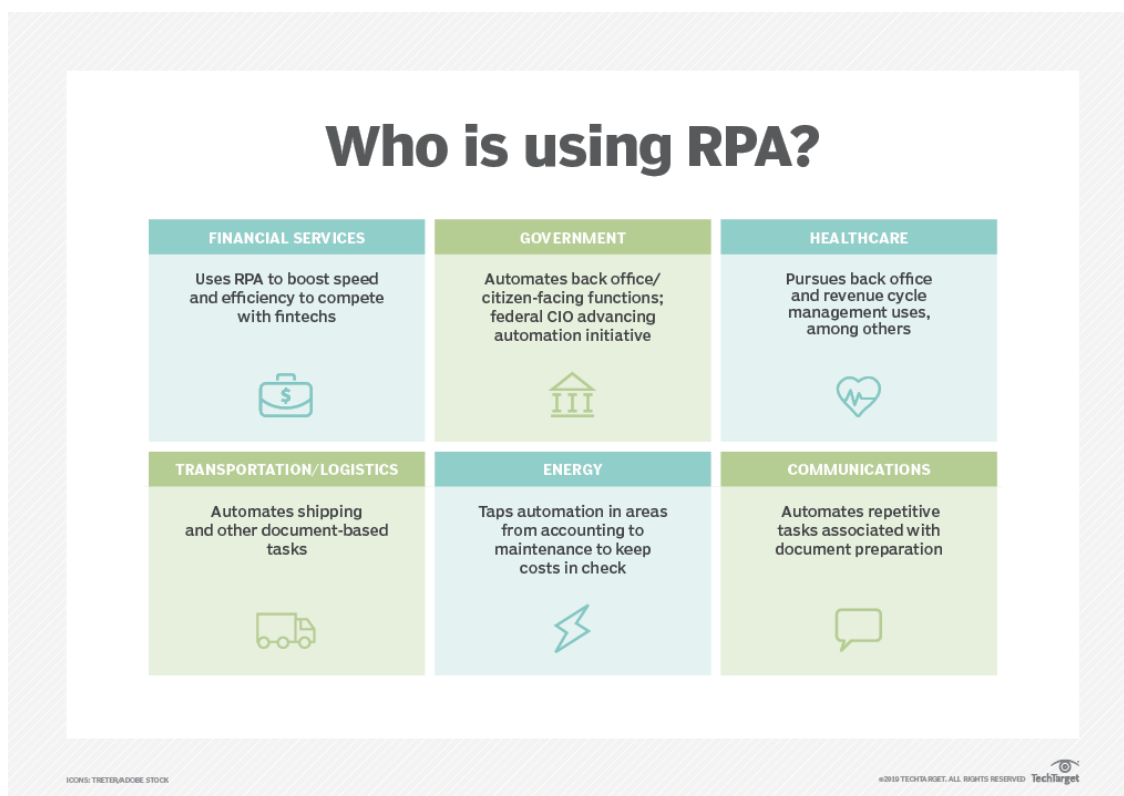 Who is using RPA?
FINANCIAL SERVICES
Uses RPA to boost speed
and efficiency to compete
with fintechs
$
GOVERNMENT
Automates back office/
citizen-facing functions;
federal CIO advancing
automation initiative
HEALTHCARE
Pursues back office
and revenue cycle
management uses,
among others
TRANSPORTATION/LOGISTICS
Automates shipping
and other document-based
tasks
ENERGY
Taps automation in areas
from accounting to
maintenance to keep
costs in check
COMMUNICATIONS
Automates repetitive
tasks associated with
document preparation
ICONS: TRETER/ADOBE STOCK
©2019 TECHTARGET. ALL RIGHTS RESERVED TechTarget